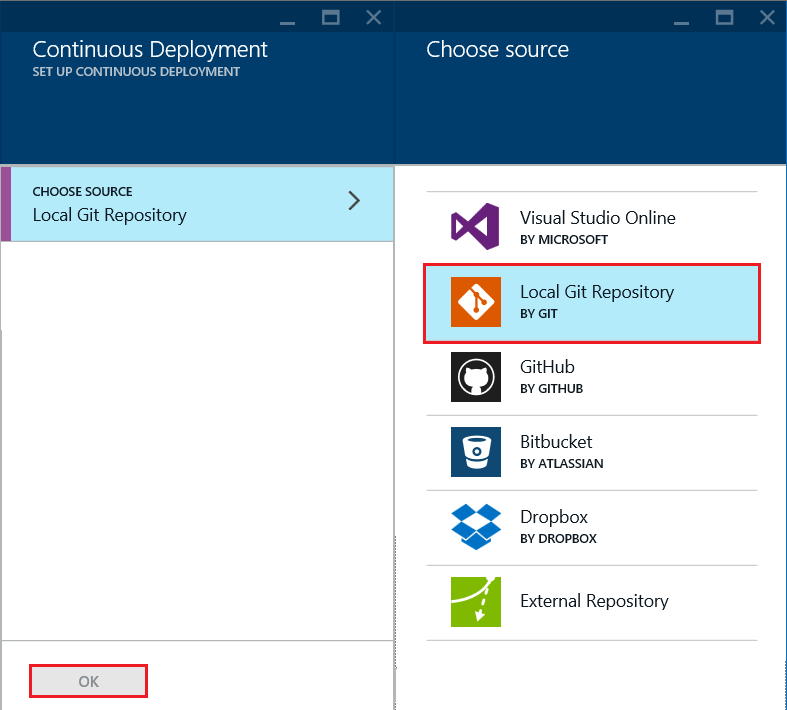 Continuous Deployment
SET UP CONTINUOUS DEPLOYMENT
CHOOSE SOURCE
Local Git Repository
OK
Choose source
Visual Studio Online
BY MICROSOFT
Local Git Repository
BY GIT
GitHub
BY GITHUB
Bitbucket
BY ATLASSIAN
Dropbox
BY DROPBOX
External Repository